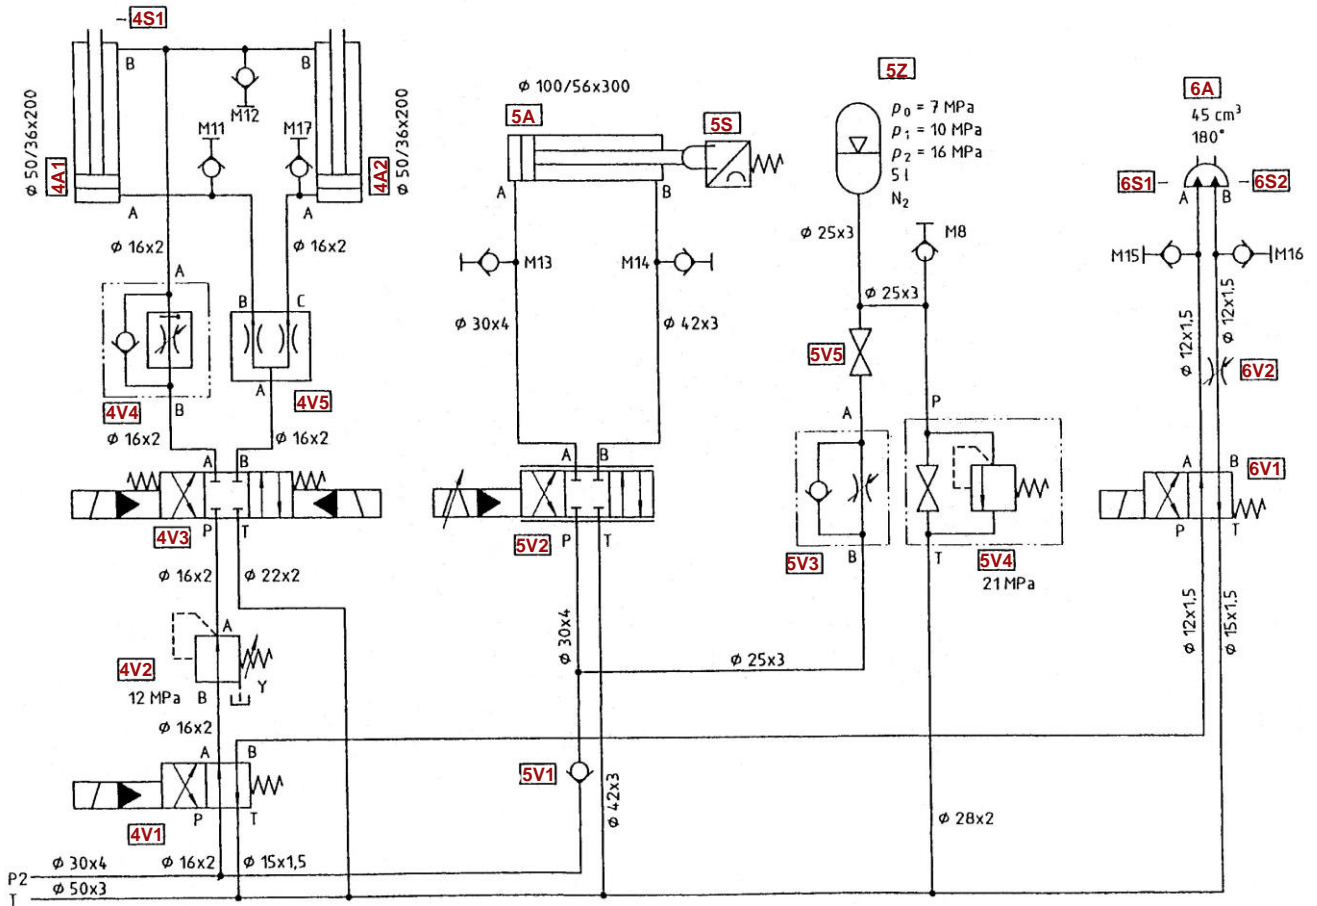 4S1
B
B
M12
M11
M17
ϕ 50/36x200
4A1
4A2
ϕ 50/36x200
A
A
ϕ 16x2
ϕ 16x2
A
B
C
4V4
B
A
4V5
ϕ 16x2
ϕ 16x2
A
B
4V3
P
T
ϕ 16x2
ϕ 22x2
A
4V2
12 MPa
B
Y
ϕ 16x2
A
B
4V1
P
T
ϕ 30x4
ϕ 16x2
ϕ 15x1,5
P2
ϕ 50x3
T
ϕ 100/56x300
5A
5S
A
B
M13
M14
ϕ 30x4
ϕ 42x3
A
B
5V2
P
T
ϕ 30x4
ϕ 25x3
5V1
ϕ 42x3
5Z
p0 = 7 MPa
p1 = 10 MPa
p2 = 16 MPa
5 l
N2
ϕ 25x3
M8
ϕ 25x3
5V5
A
P
5V3
B
T
5V4
21 MPa
ϕ 28x2
6A
45 cm³
180°
6S1
6S2
A
B
M15
M16
ϕ 12x1,5
ϕ 12x1,5
6V2
A
B
6V1
P
T
ϕ 12x1,5
ϕ 15x1,5